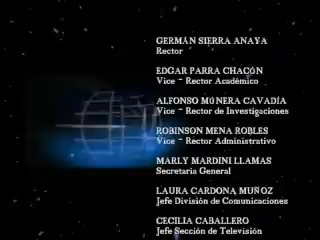 GERMÁN SIERRA ANAYA
Rector
EDGAR PARRA CHACÓN
Vice - Rector Académico
ALFONSO MÚNERA CAVADÍA
Vice - Rector de Investigaciones
ROBINSON MENA ROBLES
Vice - Rector Administrativo
MARLY MARDINI LLAMAS
Secretaria General
LAURA CARDONA MUÑOZ
Jefe División de Comunicaciones
CECILIA CABALLERO
Jefe Sección de Televisión